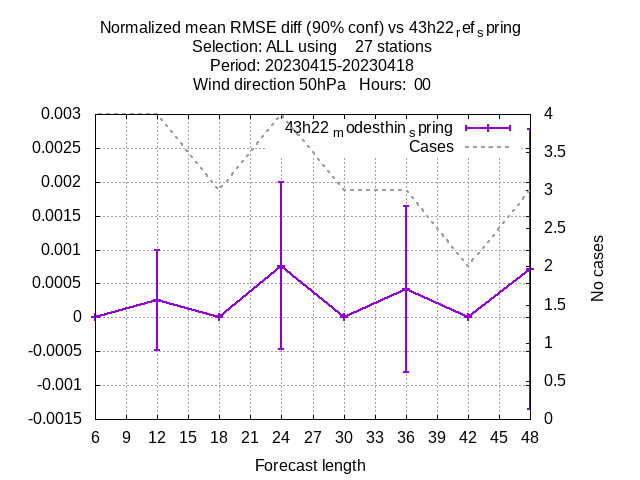 Normalized mean RMSE diff (90% conf) vs 43h22refspring
Selection: ALL using    27 stations
Period: 20230415-20230418
Wind direction 50hPa   Hours:  00
43h22 modesthinspring
Cases
0.003
0.0025
0.002
0.0015
0.001
0.0005
0
-0.0005
-0.001
-0.0015
4
3.5
3
2.5
2
1.5
1
0.5
0
No cases
6 9 12 15 18 21 24 27 30 33 36 39 42 45 48
Forecast length